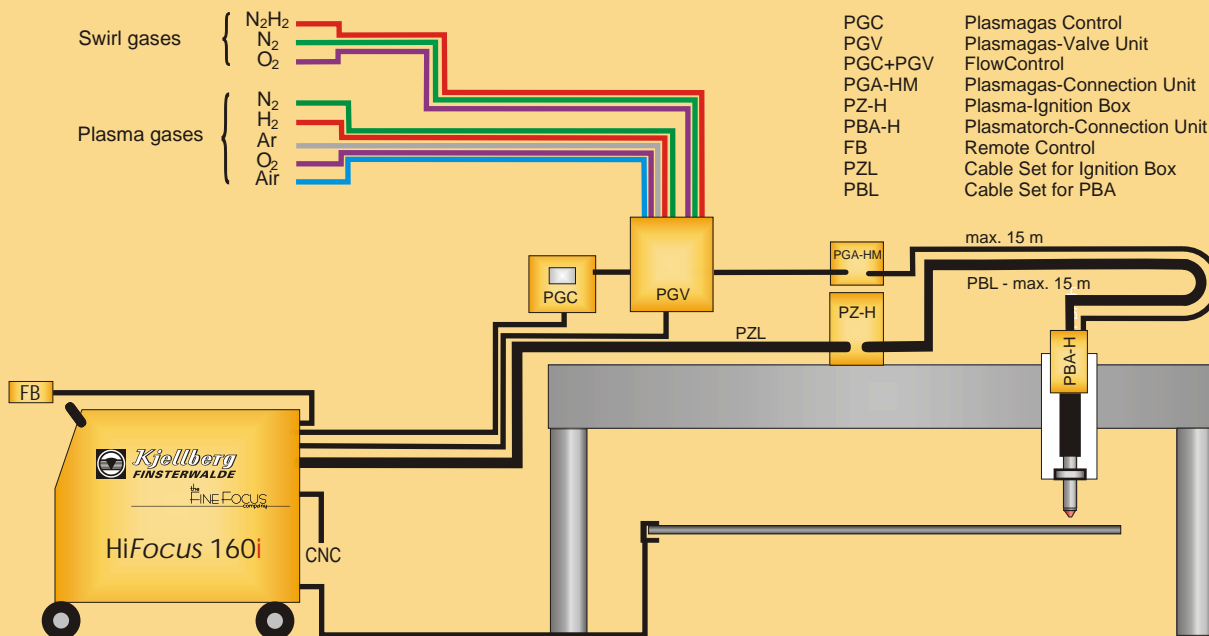 Swirl gases
N₂H₂
N₂
O₂
Plasma gases
N₂
H₂
Ar
O₂
Air
PGC Plasmagas Control
PGV Plasmagas-Valve Unit
PGC+PGV FlowControl
PGA-HM Plasmagas-Connection Unit
PZ-H Plasma-Ignition Box
PBA-H Plasmatorch-Connection Unit
FB Remote Control
PZL Cable Set for Ignition Box
PBL Cable Set for PBA
max. 15 m
PGA-HM
PGC
PGV
PBL - max. 15 m
PZ-H
PZL
PBA-H
FB
Kjellberg
FINSTERWALDE
the
FINE FOCUS
company
HiFocus 160i
CNC